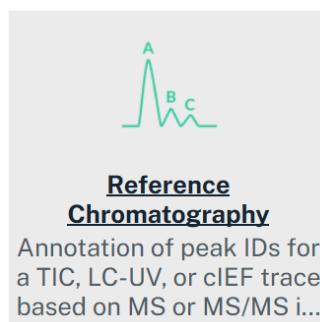 A
B C
Reference
Chromatography
Annotation of peak IDs for
a TIC, LC-UV, or cIEF trace
based on MS or MS/MS i...